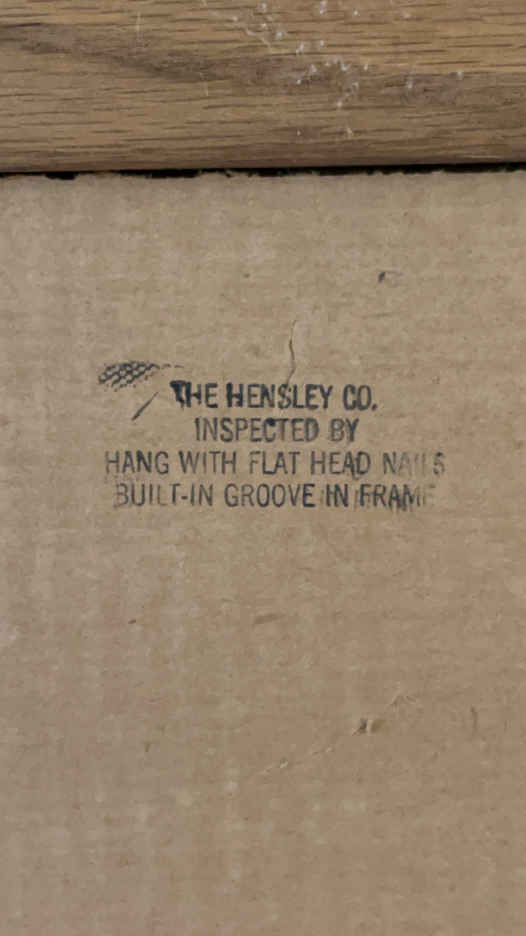 THE HENSLEY CO.
INSPECTED BY
HANG WITH FLAT HEAD NAILS
BUILT-IN GROOVE IN FRAME